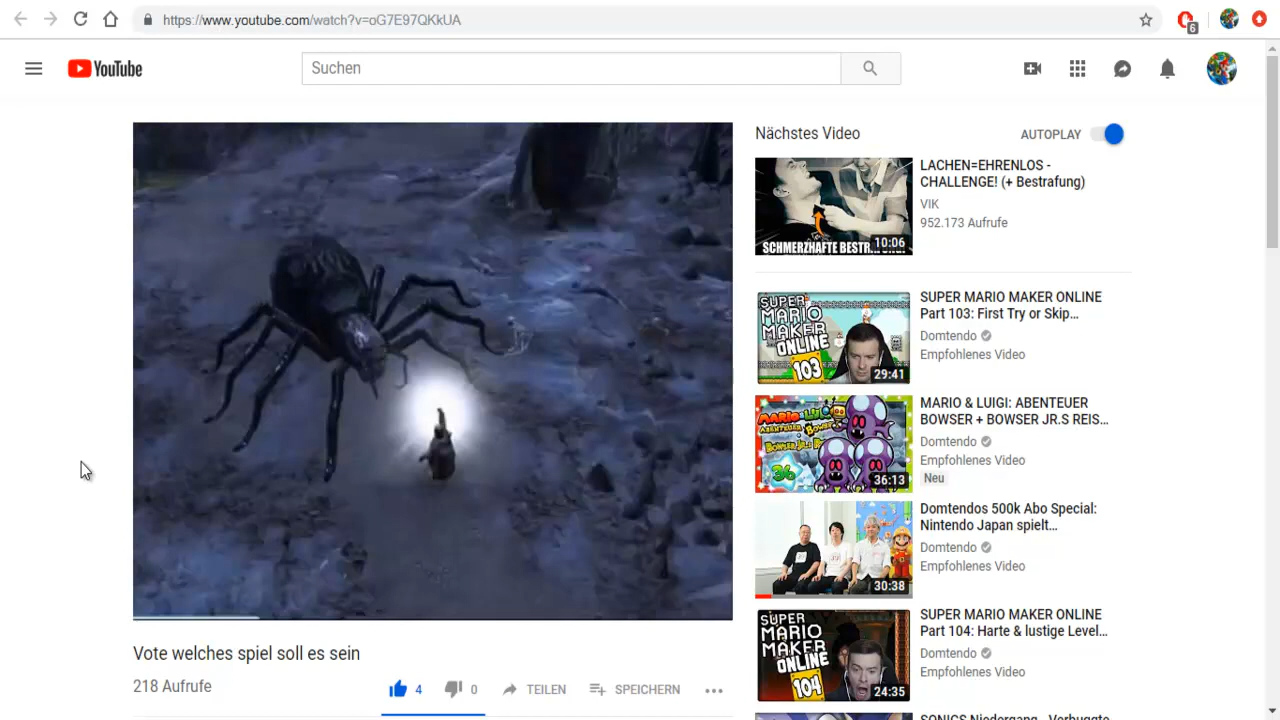 https://www.youtube.com/watch?v=oG7E97QKkUA
6
YouTube
Suchen
Nächstes Video
AUTOPLAY
SCHMERZHAFTE
10:06
LACHEN=EHRENLOS -
CHALLENGE! (+ Bestrafung)
VIK
952.173 Aufrufe
SUPER
MARIO
MAKER
ONLINE
103
29:41
SUPER MARIO MAKER ONLINE
Part 103: First Try or Skip...
Domtendo
Empfohlenes Video
36
36:13
MARIO & LUIGI: ABENTEUER
BOWSER + BOWSER JR.S REIS...
Domtendo
Empfohlenes Video
Neu
30:38
Domtendos 500k Abo Special:
Nintendo Japan spielt...
Domtendo
Empfohlenes Video
SUPER
MARIO
MAKER
ONLINE
104
24:35
SUPER MARIO MAKER ONLINE
Part 104: Harte & lustige Level...
Domtendo
Empfohlenes Video
SONICS Niedergang - Verbuggte
Vote welches spiel soll es sein
218 Aufrufe
4
0
TEILEN
SPEICHERN